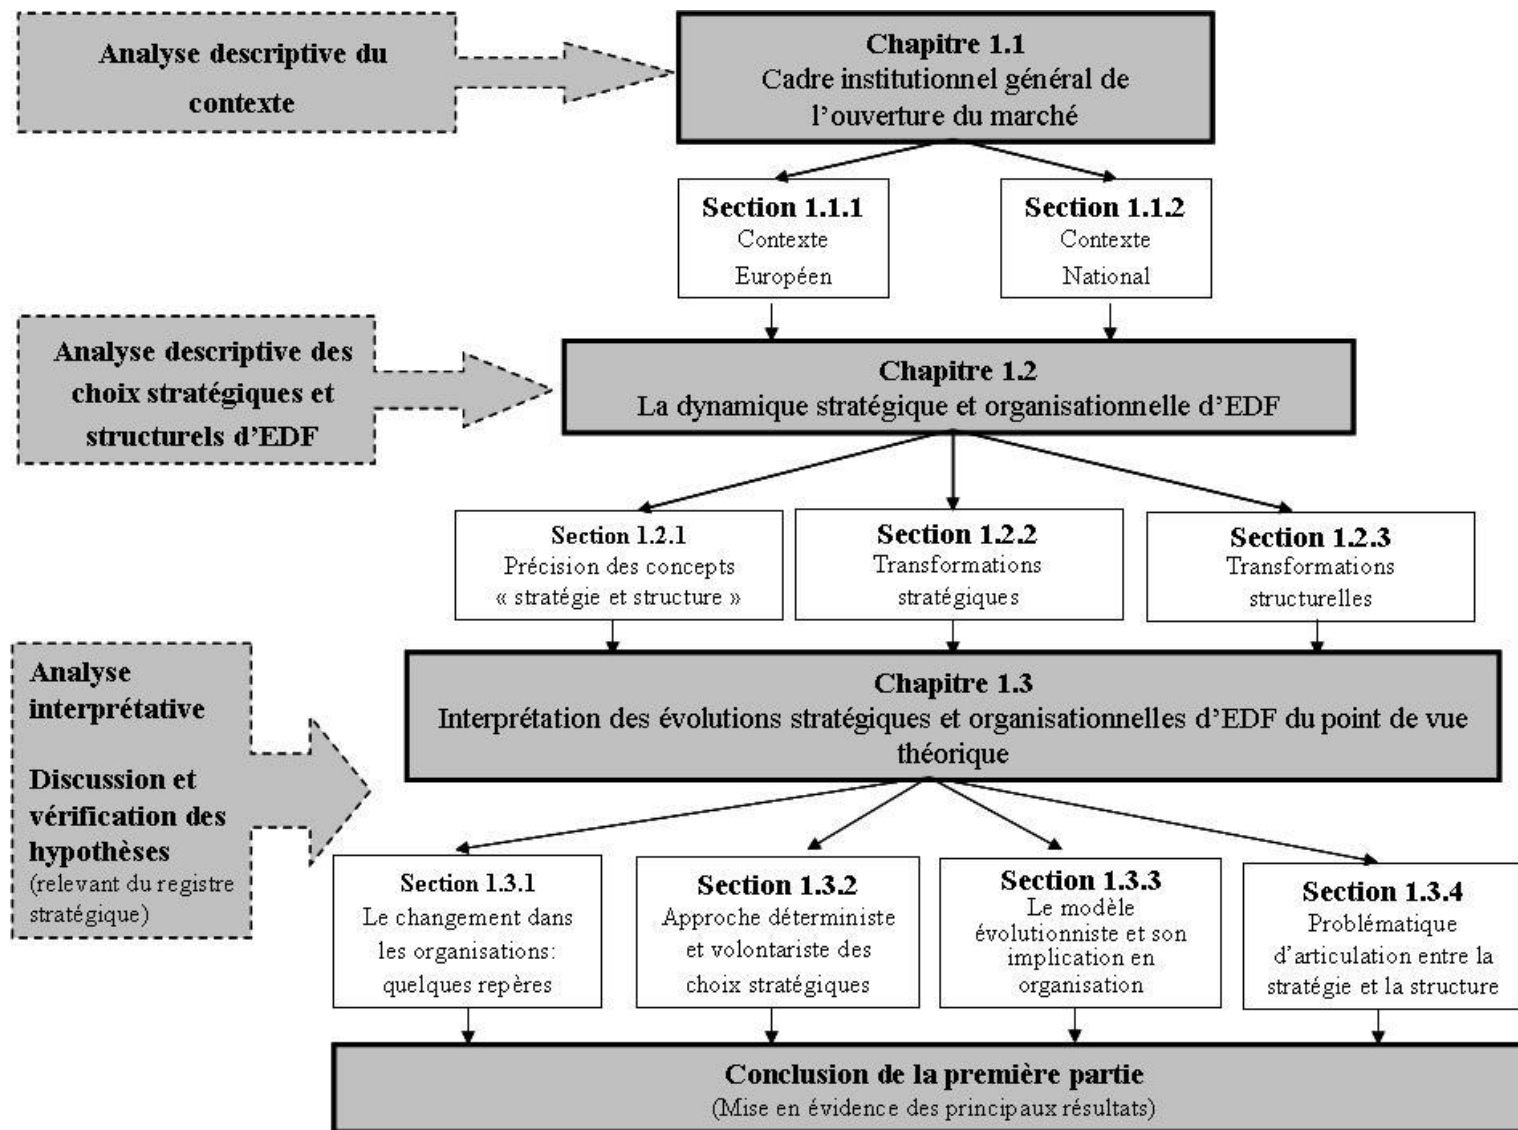 Analyse descriptive du
contexte
Chapitre 1.1
Cadre institutionnel général de
l’ouverture du marché
Section 1.1.1
Contexte
Européen
Section 1.1.2
Contexte
National
Analyse descriptive des
choix stratégiques et
structurels d’EDF
Chapitre 1.2
La dynamique stratégique et organisationnelle d’EDF
Section 1.2.1
Précision des concepts
« stratégie et structure »
Section 1.2.2
Transformations
stratégiques
Section 1.2.3
Transformations
structurelles
Analyse
interprétative
Discussion et
vérification des
hypothèses
(relevant du registre
stratégique)
Chapitre 1.3
Interprétation des évolutions stratégiques et organisationnelles d’EDF du point de vue
théorique
Section 1.3.1
Le changement dans
les organisations:
quelques repères
Section 1.3.2
Approche déterministe
et volontariste des
choix stratégiques
Section 1.3.3
Le modèle
évolutionniste et son
implication en
organisation
Section 1.3.4
Problématique
d’articulation entre la
stratégie et la structure
Conclusion de la première partie
(Mise en évidence des principaux résultats)